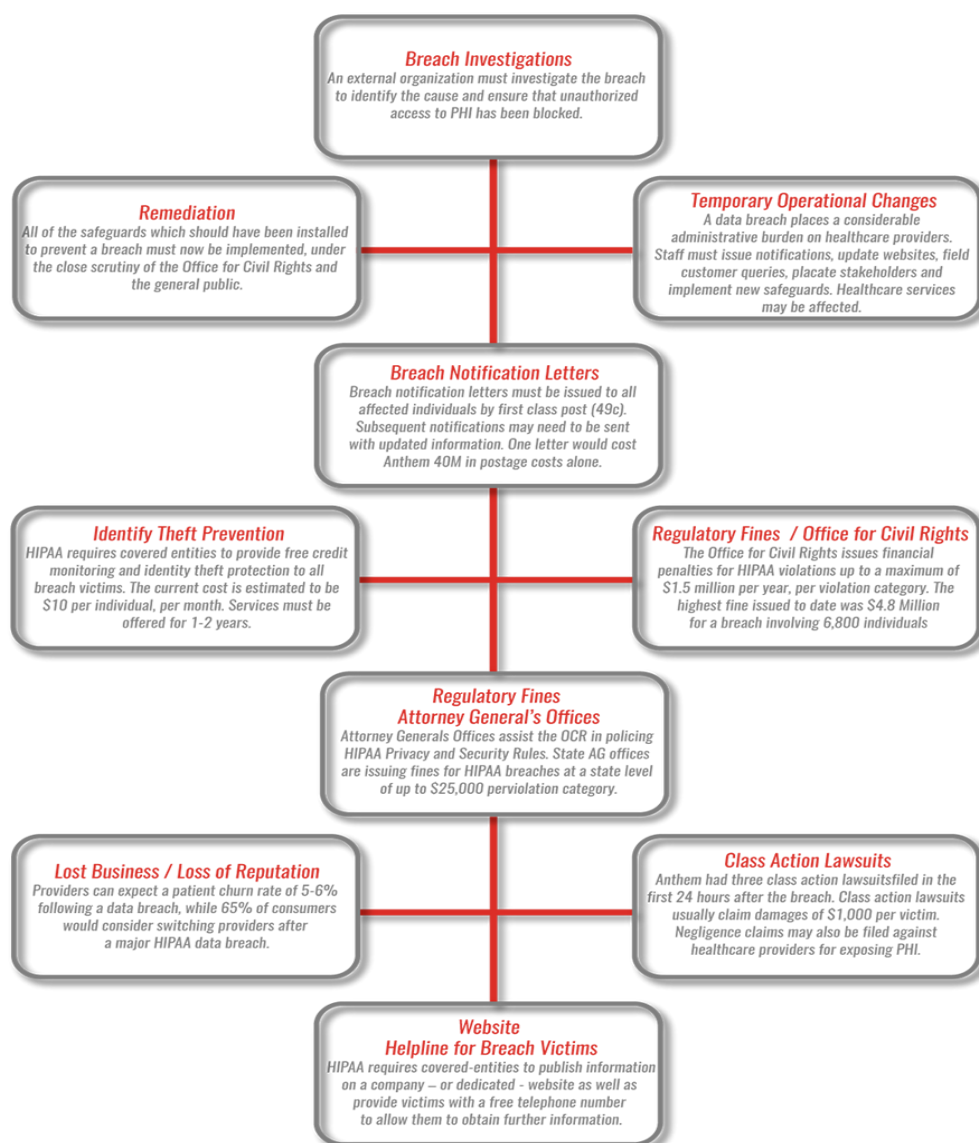 Breach Investigations
An external organization must investigate the breach
to identify the cause and ensure that unauthorized
access to PHI has been blocked.
Remediation
All of the safeguards which should have been installed
to prevent a breach must now be implemented, under
the close scrutiny of the Office for Civil Rights and
the general public.
Temporary Operational Changes
A data breach places a considerable
administrative burden on healthcare providers.
Staff must issue notifications, update websites, field
customer queries, placate stakeholders and
implement new safeguards. Healthcare services
may be affected.
Breach Notification Letters
Breach notification letters must be issued to all
affected individuals by first class post (49c).
Subsequent notifications may need to be sent
with updated information. One letter would cost
Anthem 40M in postage costs alone.
Identify Theft Prevention
HIPAA requires covered entities to provide free credit
monitoring and identity theft protection to all
breach victims. The current cost is estimated to be
$10 per individual, per month. Services must be
offered for 1-2 years.
Regulatory Fines / Office for Civil Rights
The Office for Civil Rights issues financial
penalties for HIPAA violations up to a maximum of
$1.5 million per year, per violation category. The
highest fine issued to date was $4.8 Million
for a breach involving 6,800 individuals
Regulatory Fines
Attorney General's Offices
Attorney Generals Offices assist the OCR in policing
HIPAA Privacy and Security Rules. State AG offices
are issuing fines for HIPAA breaches at a state level
of up to $25,000 perviolation category.
Lost Business / Loss of Reputation
Providers can expect a patient churn rate of 5-6%
following a data breach, while 65% of consumers
would consider switching providers after
a major HIPAA data breach.
Class Action Lawsuits
Anthem had three class action lawsuitsfiled in the
first 24 hours after the breach. Class action lawsuits
usually claim damages of $1,000 per victim.
Negligence claims may also be filed against
healthcare providers for exposing PHI.
Website
Helpline for Breach Victims
HIPAA requires covered-entities to publish information
on a company – or dedicated - website as well as
provide victims with a free telephone number
to allow them to obtain further information.